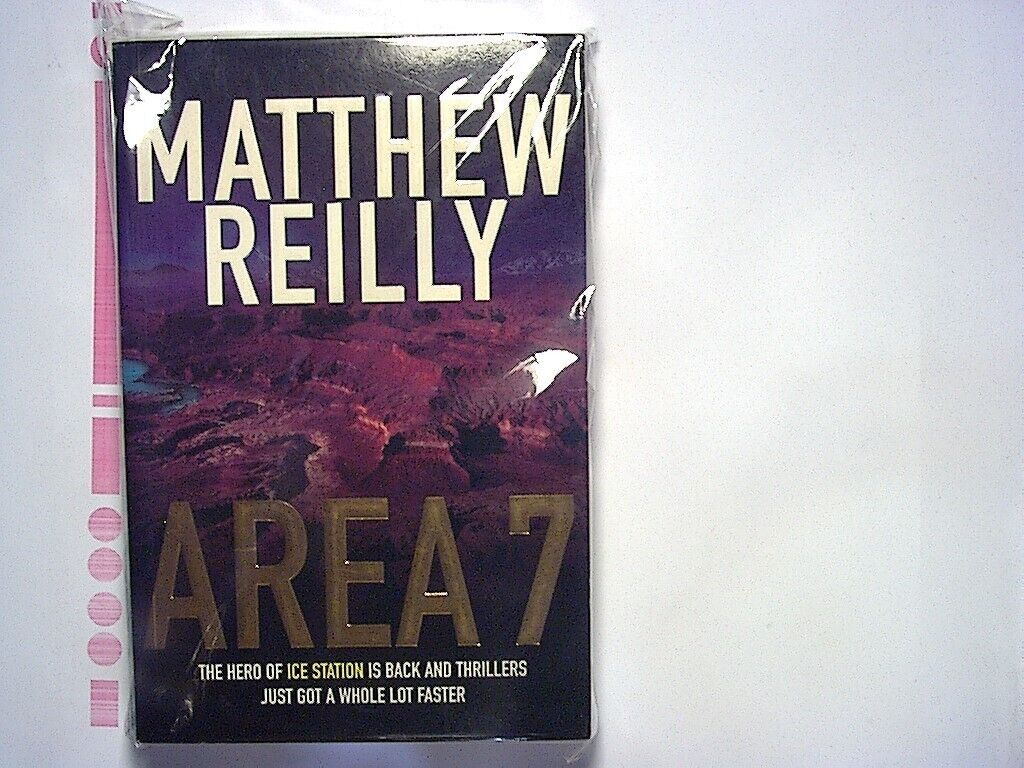 MATTHEW
REILLY
AREA 7
THE HERO OF ICE STATION IS BACK AND THRILLERS
JUST GOT A WHOLE LOT FASTER